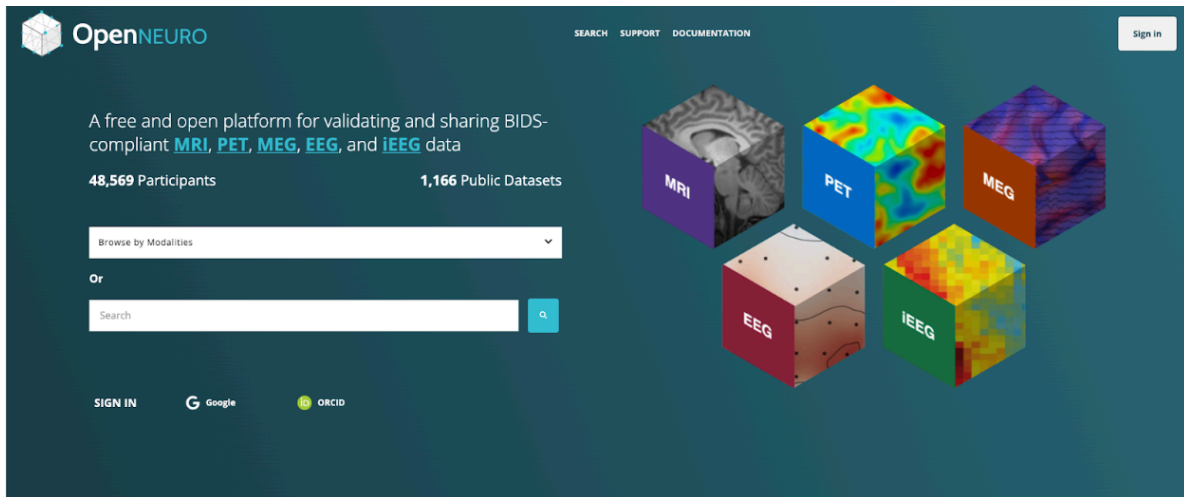 OpenNEURO
SEARCH SUPPORT DOCUMENTATION
Sign in
A free and open platform for validating and sharing BIDS-
compliant MRI, PET, MEG, EEG, and iEEG data
48,569 Participants
1,166 Public Datasets
Browse by Modalities
Or
Search
SIGN IN
Google
iD ORCID
MRI
PET
MEG
EEG
iEEG